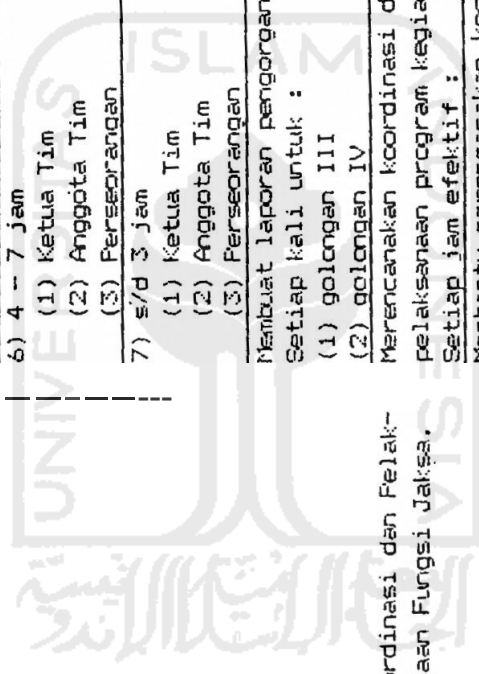 6) 4 - 7 jam
(1) Ketua Tim
(2) Anggota Tim
(3) Perseorangan
7) s/d 3 jam
(1) Ketua Tim
(2) Anggota Tim
(3) Perseorangan
Membuat laporan pengorgan
Setiap kali untuk :
(1) golongan III
(2) golongan IV
Merencanakan koordinasi d
pelaksanaan program kegia
Setiap jam efektif :
rdinasi dan Pelak-
aan Fungsi Jaksa.
UNIVERSITAS
ISLAM